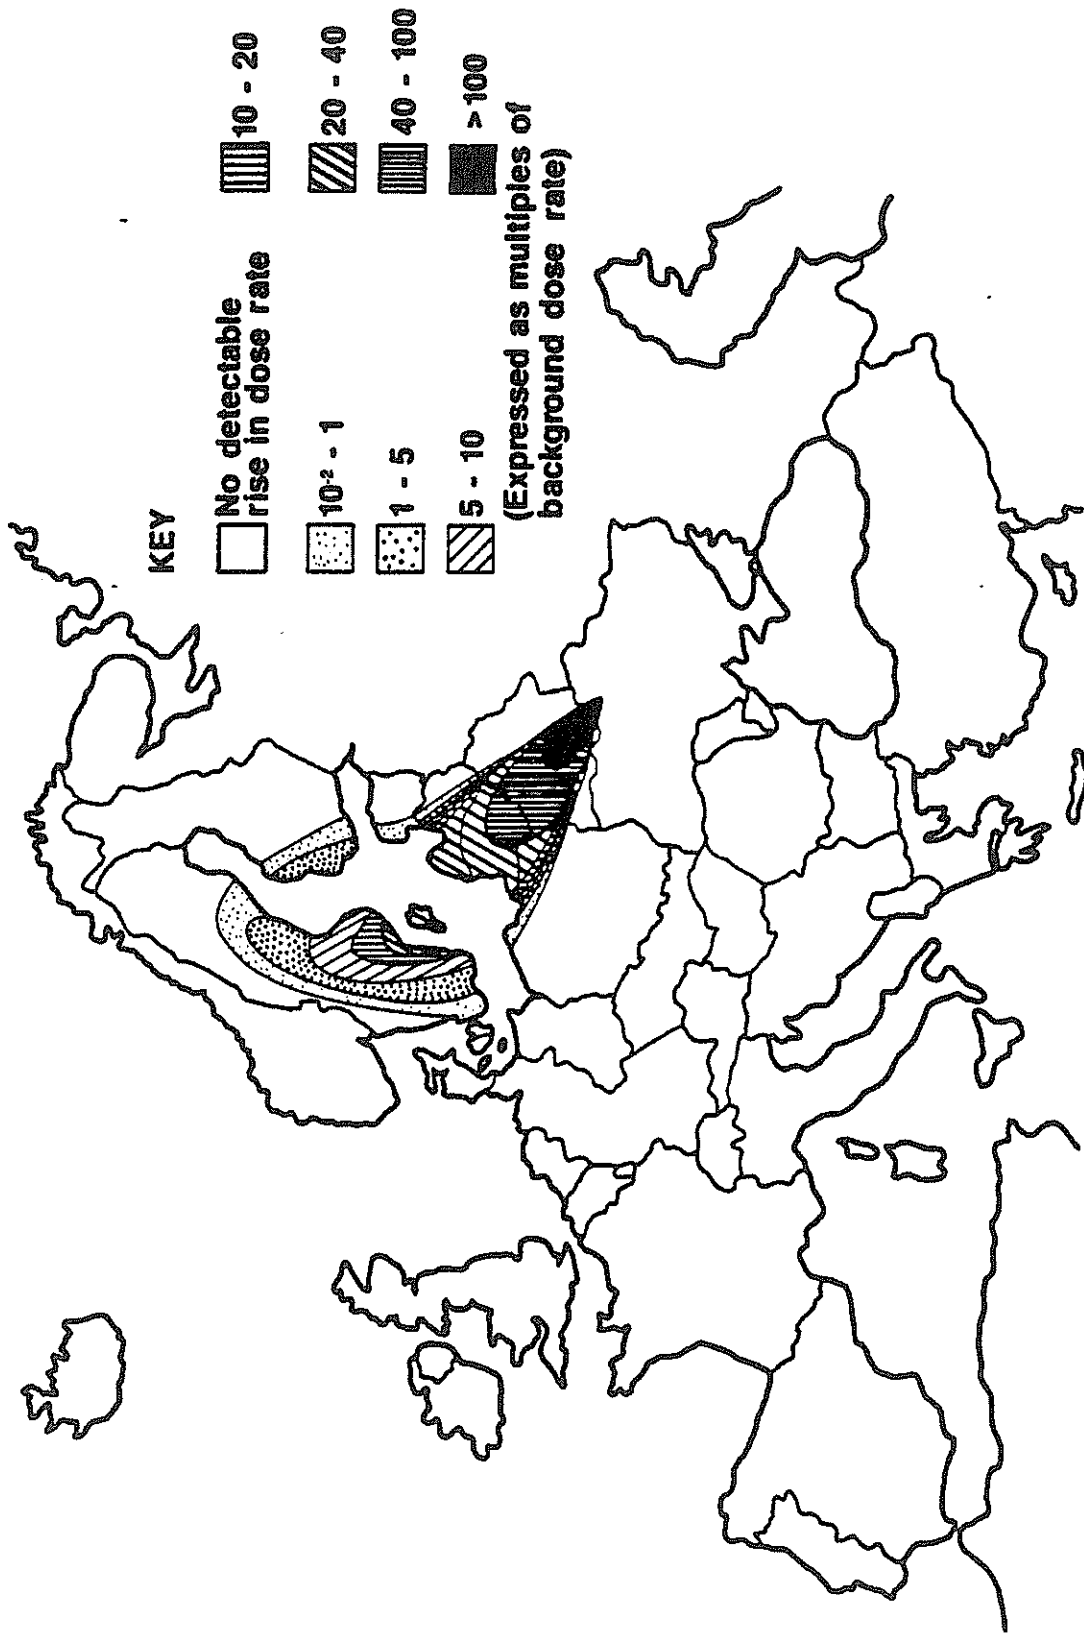 KEY
No detectable
rise in dose rate
10⁻² - 1
1 - 5
5 - 10
10 - 20
20 - 40
40 - 100
>100
(Expressed as multiples of
background dose rate)